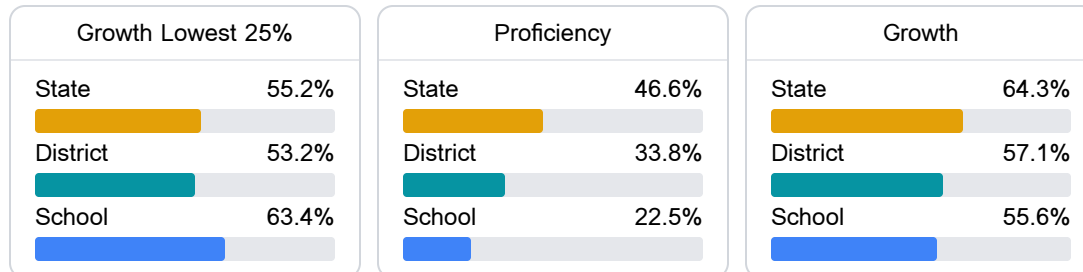 Growth Lowest 25%
State 55.2%
District 53.2%
School 63.4%
Proficiency
State 46.6%
District 33.8%
School 22.5%
Growth
State 64.3%
District 57.1%
School 55.6%